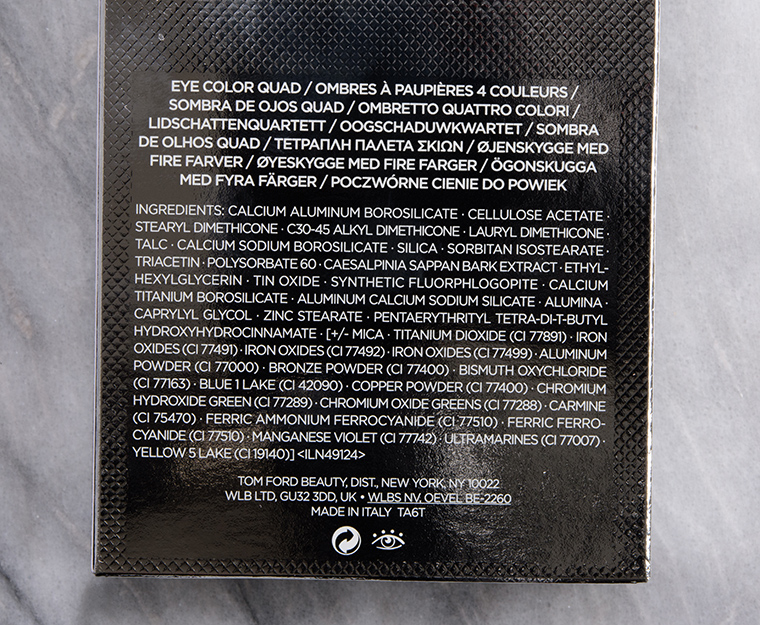 EYE COLOR QUAD / OMBRES À PAUPIÈRES 4 COULEURS /
SOMBRA DE OJOS QUAD / OMBRETTO QUATTRO COLORI /
LIDSCHATTENQUARTETT / OOGSCHADUWKWARTET / SOMBRA
DE OLHOS QUAD / ΤΕΤΡΑΠΛΗ ΠΑΛΕΤΑ ΣΚΙΩΝ / ØJENSKYGGE MED
FIRE FARVER / ØYESKYGGE MED FIRE FARGER / ÖGONSKUGGA
MED FYRA FÄRGER / POCZWÓRNE CIENIE DO POWIEK
INGREDIENTS: CALCIUM ALUMINUM BOROSILICATE · CELLULOSE ACETATE ·
STEARYL DIMETHICONE · C30-45 ALKYL DIMETHICONE · LAURYL DIMETHICONE ·
TALC · CALCIUM SODIUM BOROSILICATE · SILICA · SORBITAN ISOSTEARATE ·
TRIACETIN · POLYSORBATE 60 · CAESALPINIA SAPPAN BARK EXTRACT · ETHYL-
HEXYLGLYCERIN · TIN OXIDE · SYNTHETIC FLUORPHLOGOPITE · CALCIUM
TITANIUM BOROSILICATE · ALUMINUM CALCIUM SODIUM SILICATE · ALUMINA ·
CAPRYLYL GLYCOL · ZINC STEARATE · PENTAERYTHRITYL TETRA-DI-T-BUTYL
HYDROXYHYDROCINNAMATE · [+/- MICA · TITANIUM DIOXIDE (CI 77891) · IRON
OXIDES (CI 77491) · IRON OXIDES (CI 77492) · IRON OXIDES (CI 77499) · ALUMINUM
POWDER (CI 77000) · BRONZE POWDER (CI 77400) · BISMUTH OXYCHLORIDE
(CI 77163) · BLUE 1 LAKE (CI 42090) · COPPER POWDER (CI 77400) · CHROMIUM
HYDROXIDE GREEN (CI 77289) · CHROMIUM OXIDE GREENS (CI 77288) · CARMINE
(CI 75470) · FERRIC AMMONIUM FERROCYANIDE (CI 77510) · FERRIC FERRO-
CYANIDE (CI 77510) · MANGANESE VIOLET (CI 77742) · ULTRAMARINES (CI 77007) ·
YELLOW 5 LAKE (CI 19140)] <ILN49124>
TOM FORD BEAUTY, DIST., NEW YORK, NY 10022
WLB LTD, GU32 3DD, UK • WLBS NV. OEVEL BE-2260
MADE IN ITALY TA6T